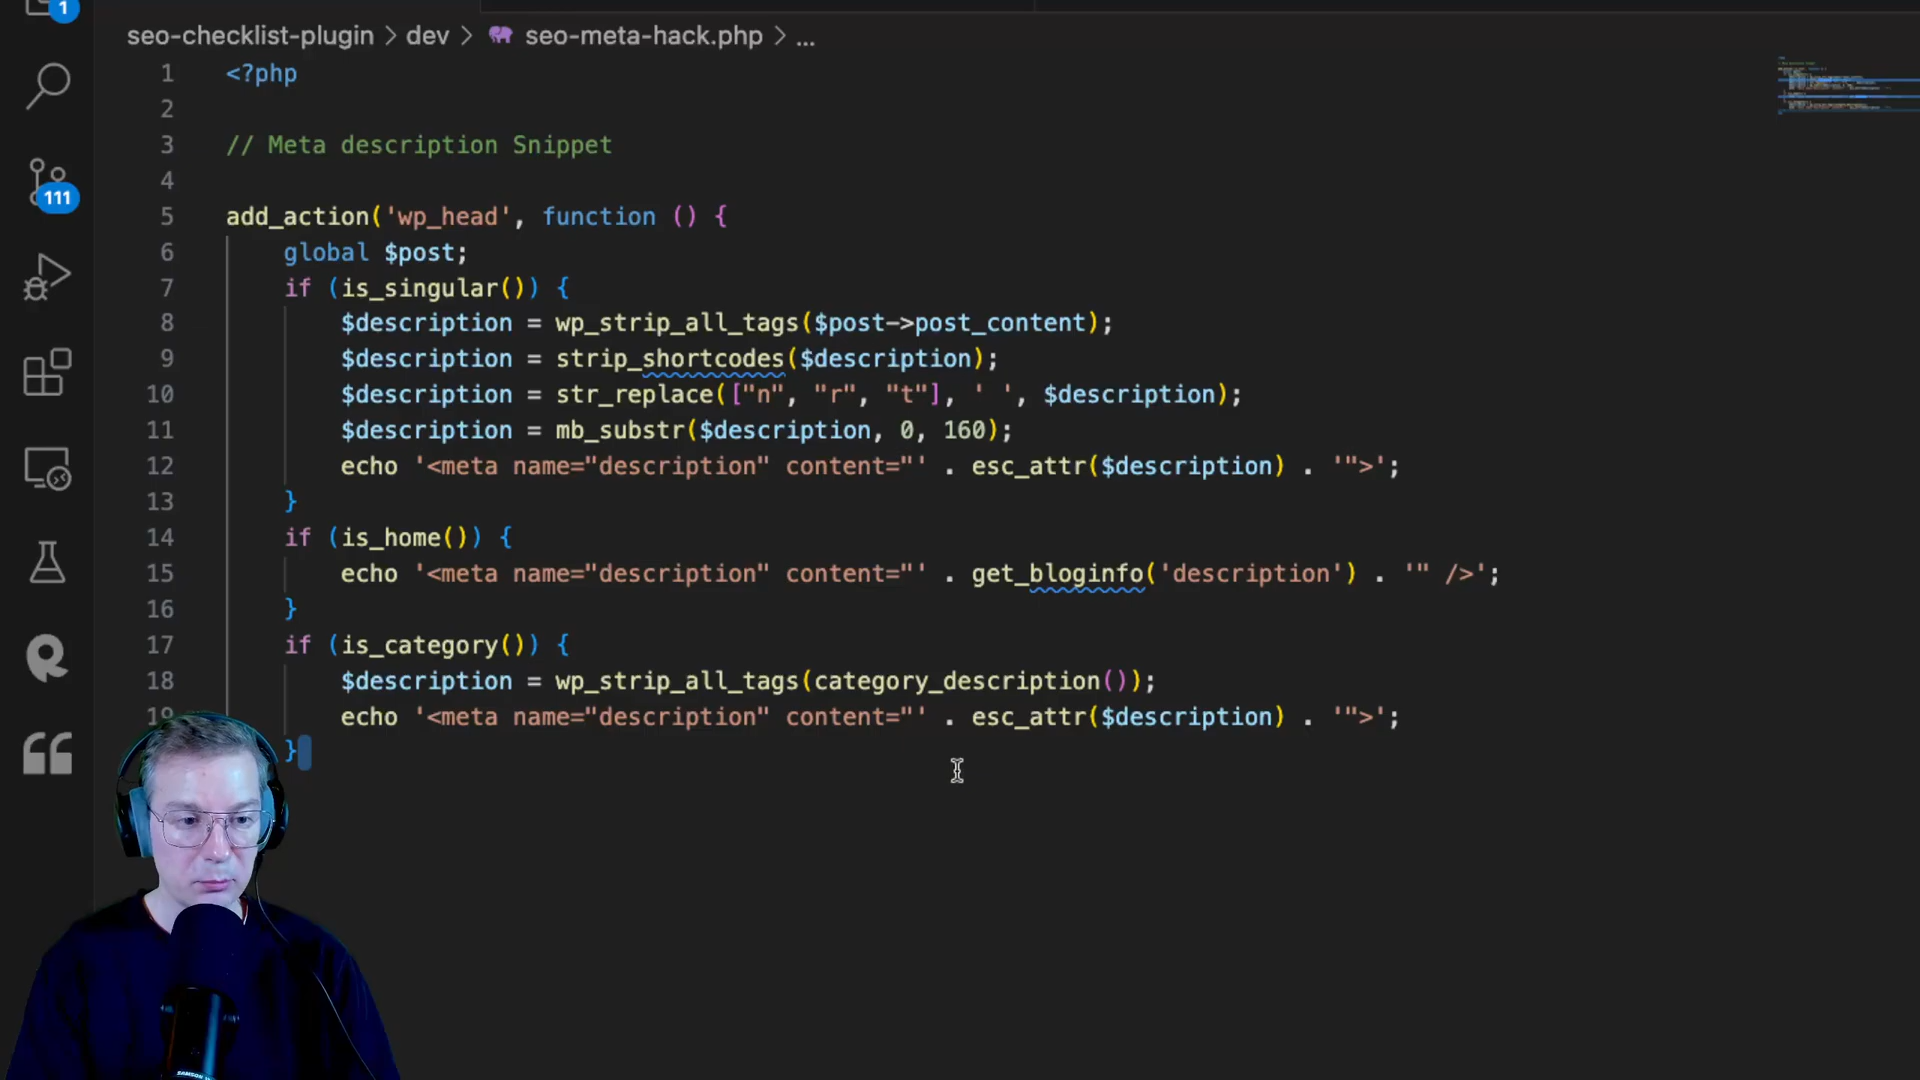 1
seo-checklist-plugin > dev > seo-meta-hack.php > ...
1 <?php
2
3 // Meta description Snippet
4
5 add_action('wp_head', function () {
6 global $post;
7 if (is_singular()) {
8 $description = wp_strip_all_tags($post->post_content);
9 $description = strip_shortcodes($description);
10 $description = str_replace(["n", "r", "t"], ' ', $description);
11 $description = mb_substr($description, 0, 160);
12 echo '<meta name="description" content="' . esc_attr($description) . '">';
13 }
14 if (is_home()) {
15 echo '<meta name="description" content="' . get_bloginfo('description') . '" />';
16 }
17 if (is_category()) {
18 $description = wp_strip_all_tags(category_description());
19 echo '<meta name="description" content="' . esc_attr($description) . '">';
}
111